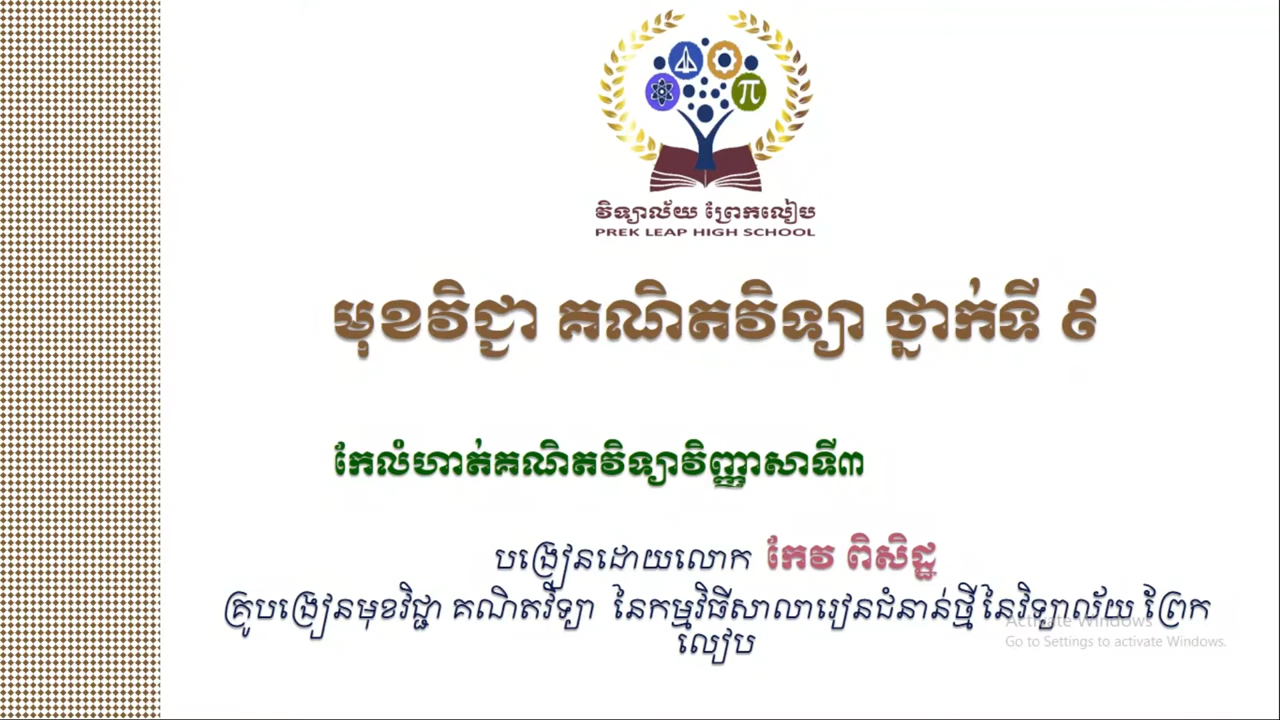 π
វិទ្យាល័យ ព្រែកលៀប
PREK LEAP HIGH SCHOOL
មុខវិជ្ជា គណិតវិទ្យា ថ្នាក់ទី ៩
កែលំហាត់គណិតវិទ្យាវិញ្ញាសាទី៣
បង្រៀនដោយលោក កែវ ពិសិដ្ឋ
គ្រូបង្រៀនមុខវិជ្ជា គណិតវិទ្យា នៃកម្មវិធីសាលារៀនជំនាន់ថ្មី នៃវិទ្យាល័យ ព្រែក
លៀប
Activate Windows
Go to Settings to activate Windows.